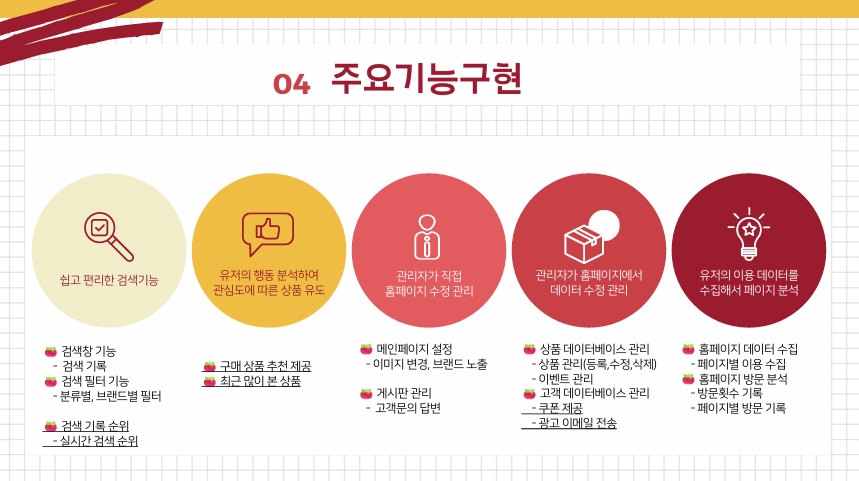 04 주요기능구현
쉽고 편리한 검색기능
유저의 행동 분석하여
관심도에 따른 상품 유도
관리자가 직접
홈페이지 수정 관리
관리자가 홈페이지에서
데이터 수정 관리
유저의 이용 데이터를
수집해서 페이지 분석
검색창 기능
- 검색 기록
검색 필터 기능
- 분류별, 브랜드별 필터
검색 기록 순위
- 실시간 검색 순위
구매 상품 추천 제공
최근 많이 본 상품
메인페이지 설정
- 이미지 변경, 브랜드 노출
게시판 관리
- 고객문의 답변
상품 데이터베이스 관리
- 상품 관리(등록,수정,삭제)
- 이벤트 관리
고객 데이터베이스 관리
- 쿠폰 제공
- 광고 이메일 전송
홈페이지 데이터 수집
- 페이지별 이용 수집
홈페이지 방문 분석
- 방문횟수 기록
- 페이지별 방문 기록